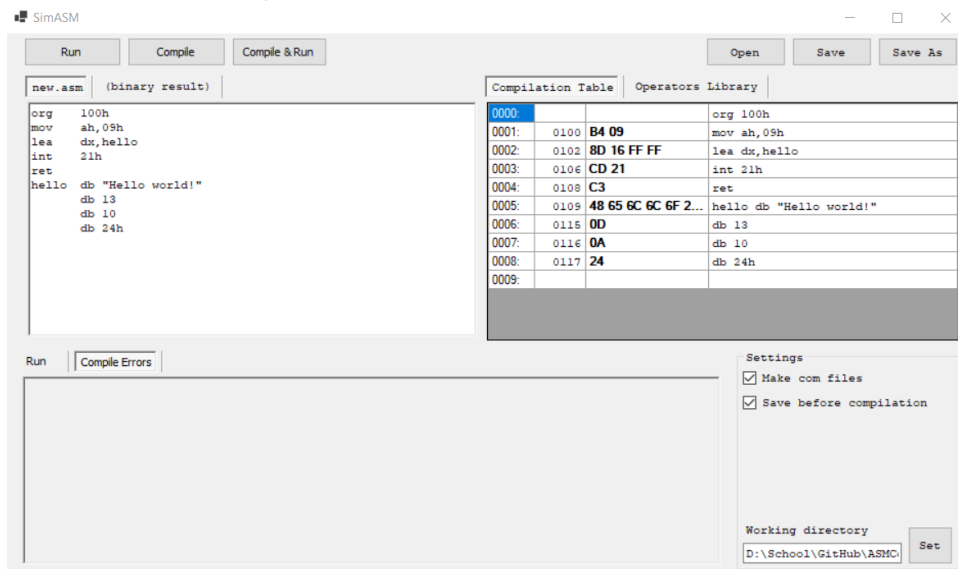 SimASM
Run Compile Compile & Run Open Save Save As
new.asm (binary result)
org 100h
mov ah,09h
lea dx,hello
int 21h
ret
hello db "Hello world!"
db 13
db 10
db 24h
Compilation Table Operators Library
0000: org 100h
0001: 0100 B4 09 mov ah,09h
0002: 0102 8D 16 FF FF lea dx,hello
0003: 0106 CD 21 int 21h
0004: 0108 C3 ret
0005: 0109 48 65 6C 6C 6F 2... hello db "Hello world!"
0006: 0115 0D db 13
0007: 0116 0A db 10
0008: 0117 24 db 24h
0009:
Run Compile Errors
Settings
Make com files
Save before compilation
Working directory
D:\School\GitHub\ASMC
Set